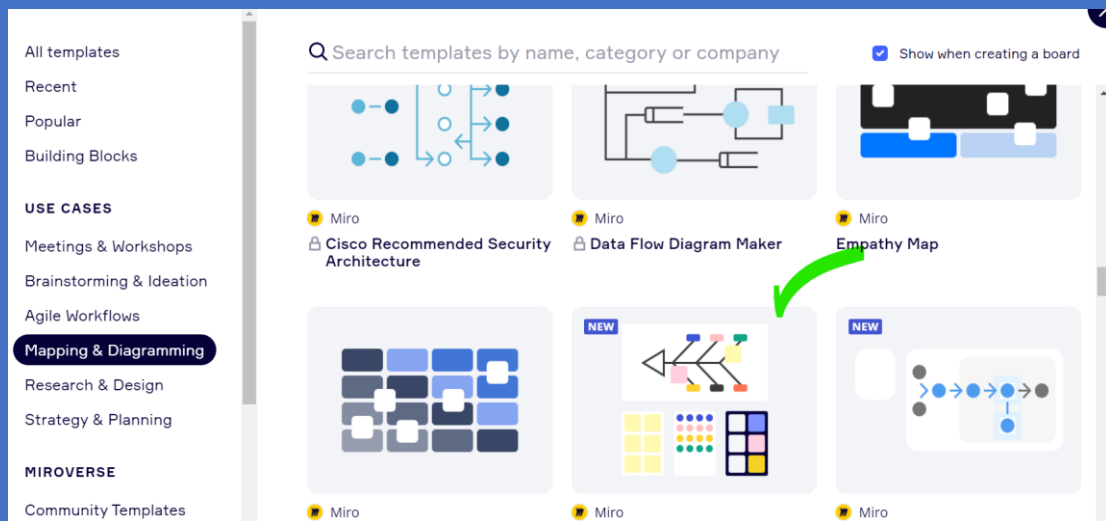 All templates
Recent
Popular
Building Blocks
USE CASES
Meetings & Workshops
Brainstorming & Ideation
Agile Workflows
Mapping & Diagramming
Research & Design
Strategy & Planning
MIROVERSE
Community Templates
Search templates by name, category or company
Show when creating a board
Miro
Cisco Recommended Security
Architecture
Miro
Data Flow Diagram Maker
Miro
Empathy Map
NEW
NEW
Miro
Miro
Miro